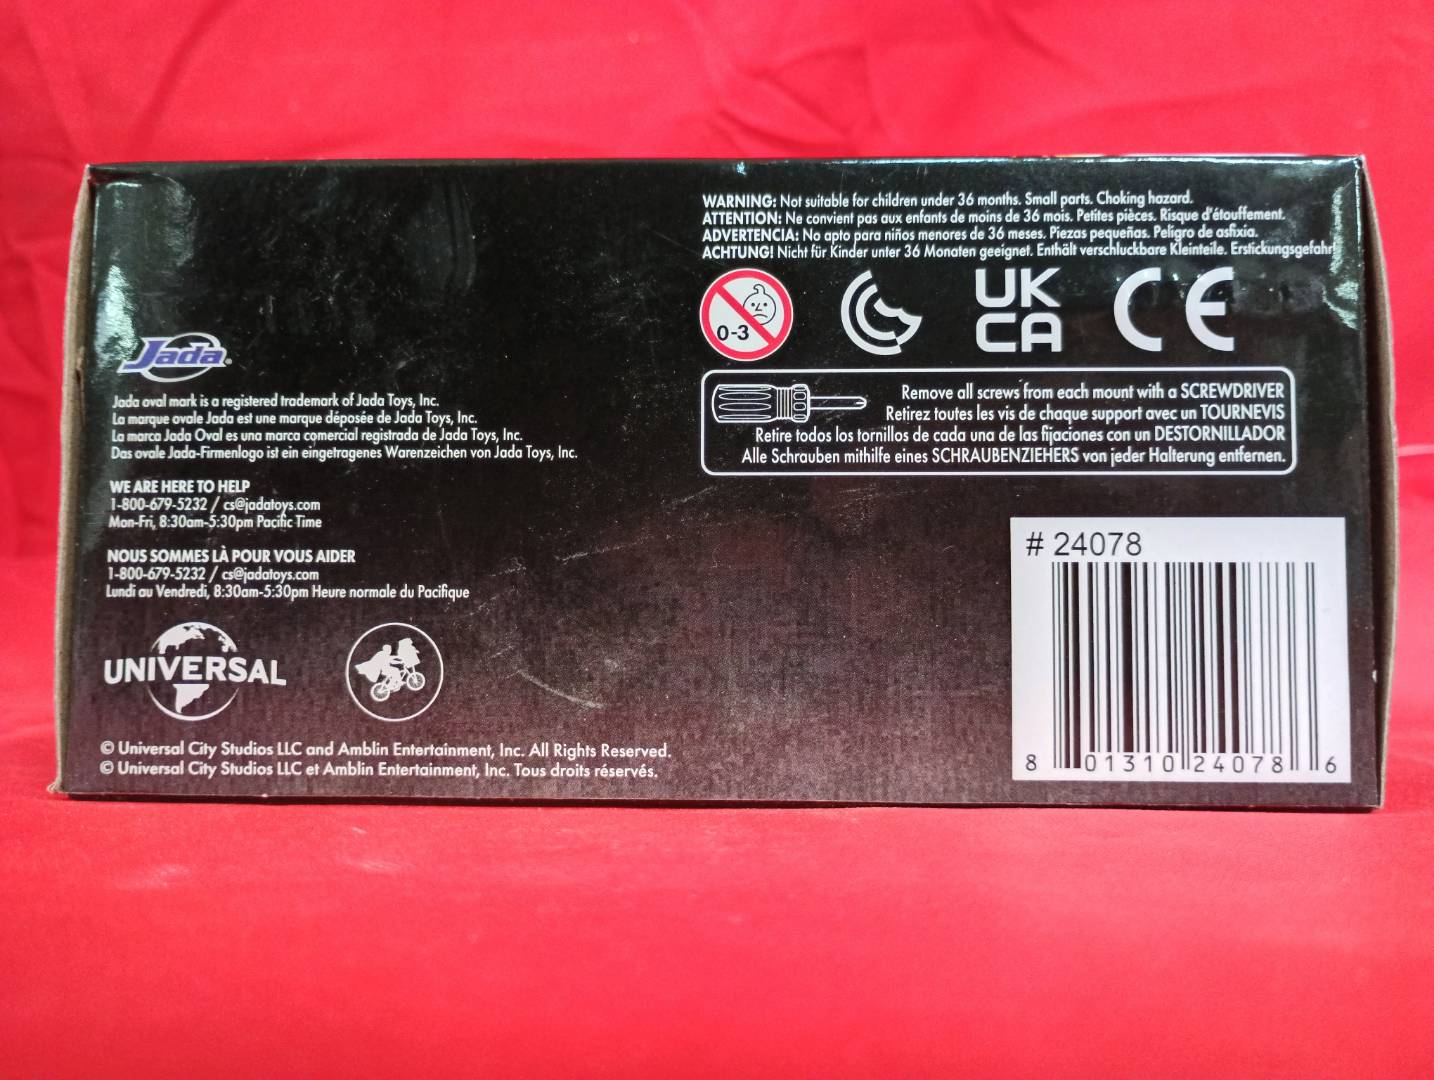 WARNING: Not suitable for children under 36 months. Small parts. Choking hazard.
ATTENTION: Ne convient pas aux enfants de moins de 36 mois. Petites pièces. Risque d'étouffement.
ADVERTENCIA: No apto para niños menores de 36 meses. Piezas pequeñas. Peligro de asfixia.
ACHTUNG! Nicht für Kinder unter 36 Monaten geeignet. Enthält verschluckbare Kleinteile. Erstickungsgefahr!
0-3
UK
CA
CE
Remove all screws from each mount with a SCREWDRIVER
Retirez toutes les vis de chaque support avec un TOURNEVIS
Retire todos los tornillos de cada una de las fijaciones con un DESTORNILLADOR
Alle Schrauben mithilfe eines SCHRAUBENZIEHERS von jeder Halterung entfernen.
Jada®
Jada oval mark is a registered trademark of Jada Toys, Inc.
La marque ovale Jada est une marque déposée de Jada Toys, Inc.
La marca Jada Oval es una marca comercial registrada de Jada Toys, Inc.
Das ovale Jada-Firmenlogo ist ein eingetragenes Warenzeichen von Jada Toys, Inc.
WE ARE HERE TO HELP
1-800-679-5232 / cs@jadatoys.com
Mon-Fri, 8:30am-5:30pm Pacific Time
NOUS SOMMES LÀ POUR VOUS AIDER
1-800-679-5232 / cs@jadatoys.com
Lundi au Vendredi, 8:30am-5:30pm Heure normale du Pacifique
UNIVERSAL
© Universal City Studios LLC and Amblin Entertainment, Inc. All Rights Reserved.
© Universal City Studios LLC et Amblin Entertainment, Inc. Tous droits réservés.
# 24078
8 01310 24078 6